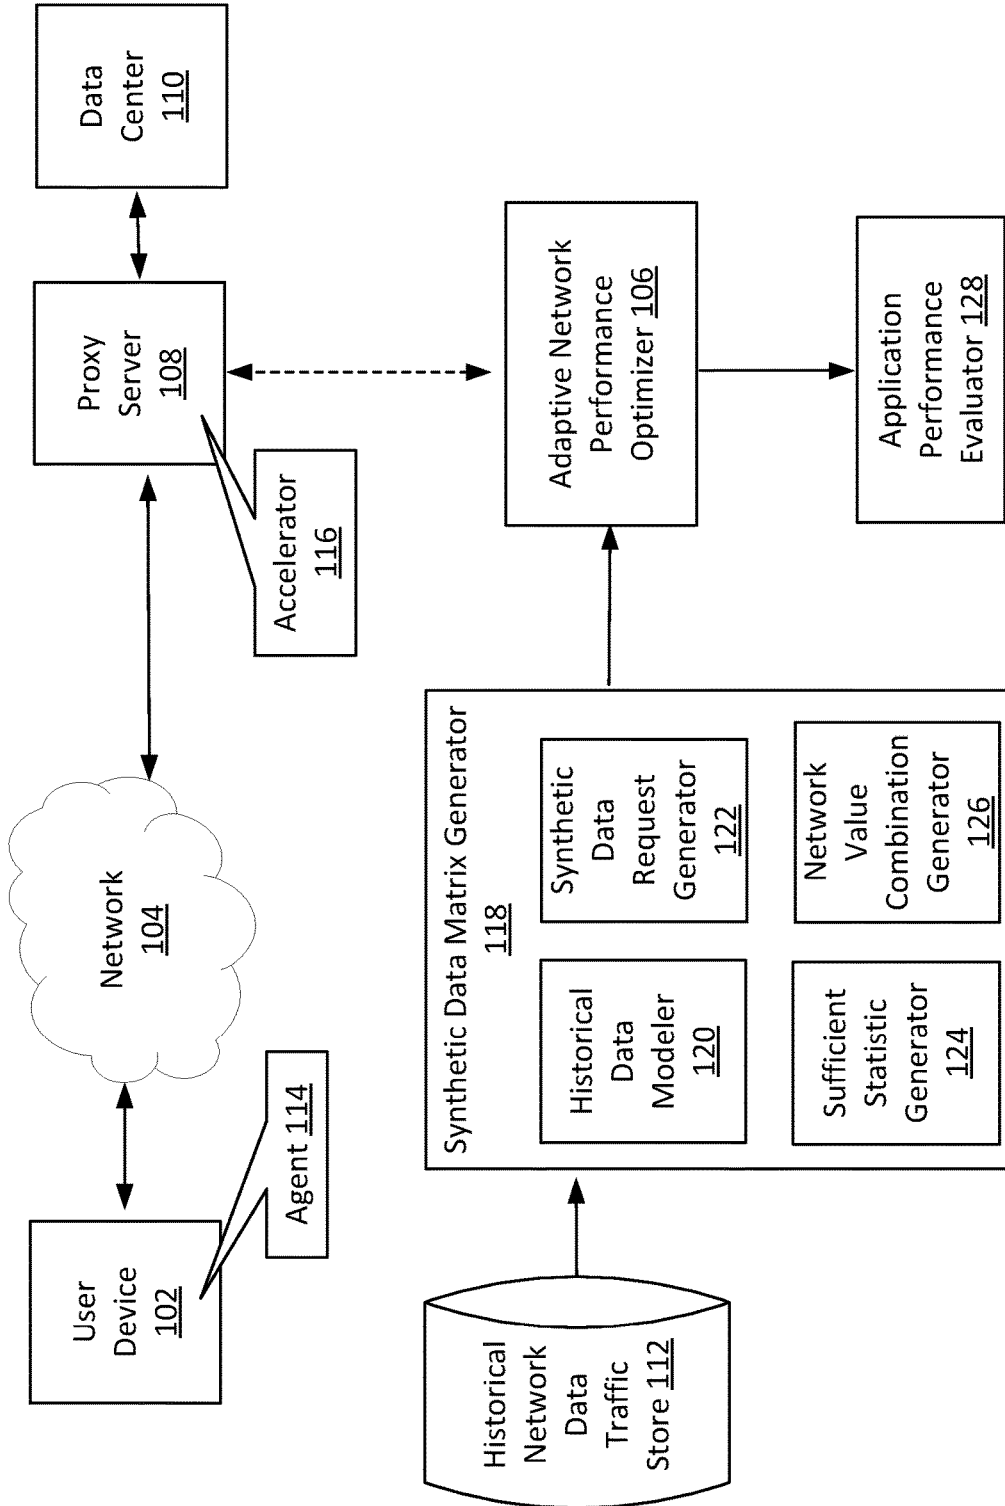 User
Device
102
Agent 114
Network
104
Proxy
Server
108
Accelerator
116
Data
Center
110
Historical
Network
Data
Traffic
Store 112
Synthetic Data Matrix Generator
118
Historical
Data
Modeler
120
Synthetic
Data
Request
Generator
122
Sufficient
Statistic
Generator
124
Network
Value
Combination
Generator
126
Adaptive Network
Performance
Optimizer 106
Application
Performance
Evaluator 128